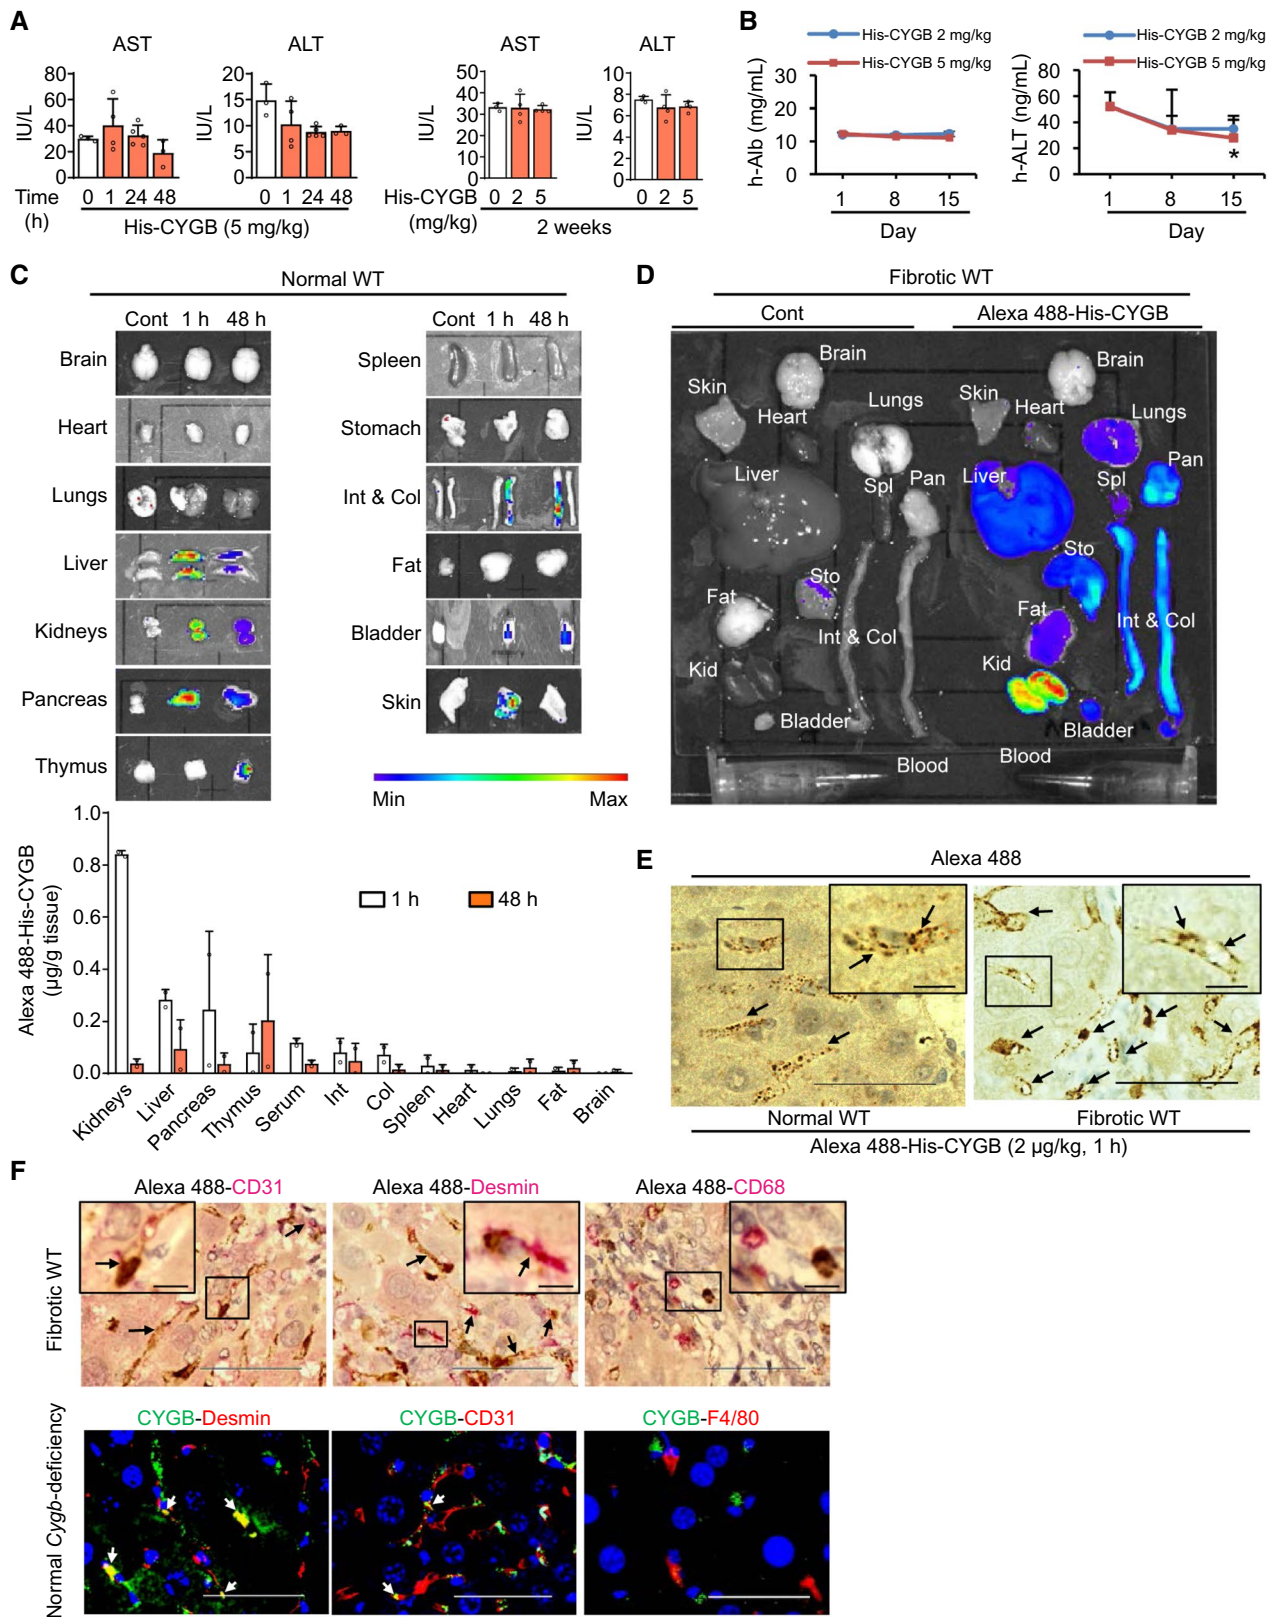 A
AST
ALT
AST
ALT
IU/L
80
60
40
20
0
IU/L
20
15
10
5
0
IU/L
50
40
30
20
10
0
IU/L
10
8
6
4
2
0
Time (h)
0 1 24 48
0 1 24 48
His-CYGB (5 mg/kg)
His-CYGB (mg/kg)
0 2 5
0 2 5
2 weeks
B
His-CYGB 2 mg/kg
His-CYGB 5 mg/kg
h-Alb (mg/mL)
30
20
10
0
1 8 15
Day
His-CYGB 2 mg/kg
His-CYGB 5 mg/kg
h-ALT (ng/mL)
80
60
40
20
0
*
1 8 15
Day
C
Normal WT
Cont 1 h 48 h
Brain
Heart
Lungs
Liver
Kidneys
Pancreas
Thymus
Cont 1 h 48 h
Spleen
Stomach
Int & Col
Fat
Bladder
Skin
Min Max
Alexa 488-His-CYGB
(μg/g tissue)
1.0
0.8
0.6
0.4
0.2
0.0
1 h
48 h
Kidneys
Liver
Pancreas
Thymus
Serum
Int
Col
Spleen
Heart
Lungs
Fat
Brain
D
Fibrotic WT
Cont
Alexa 488-His-CYGB
Brain
Skin
Heart
Lungs
Liver
Spl
Pan
Sto
Fat
Int & Col
Kid
Bladder
Blood
Brain
Skin
Heart
Lungs
Liver
Spl
Pan
Sto
Fat
Int & Col
Kid
Bladder
Blood
E
Alexa 488
Normal WT
Fibrotic WT
Alexa 488-His-CYGB (2 μg/kg, 1 h)
F
Fibrotic WT
Alexa 488-CD31
Alexa 488-Desmin
Alexa 488-CD68
Normal Cygb-deficiency
CYGB-Desmin
CYGB-CD31
CYGB-F4/80